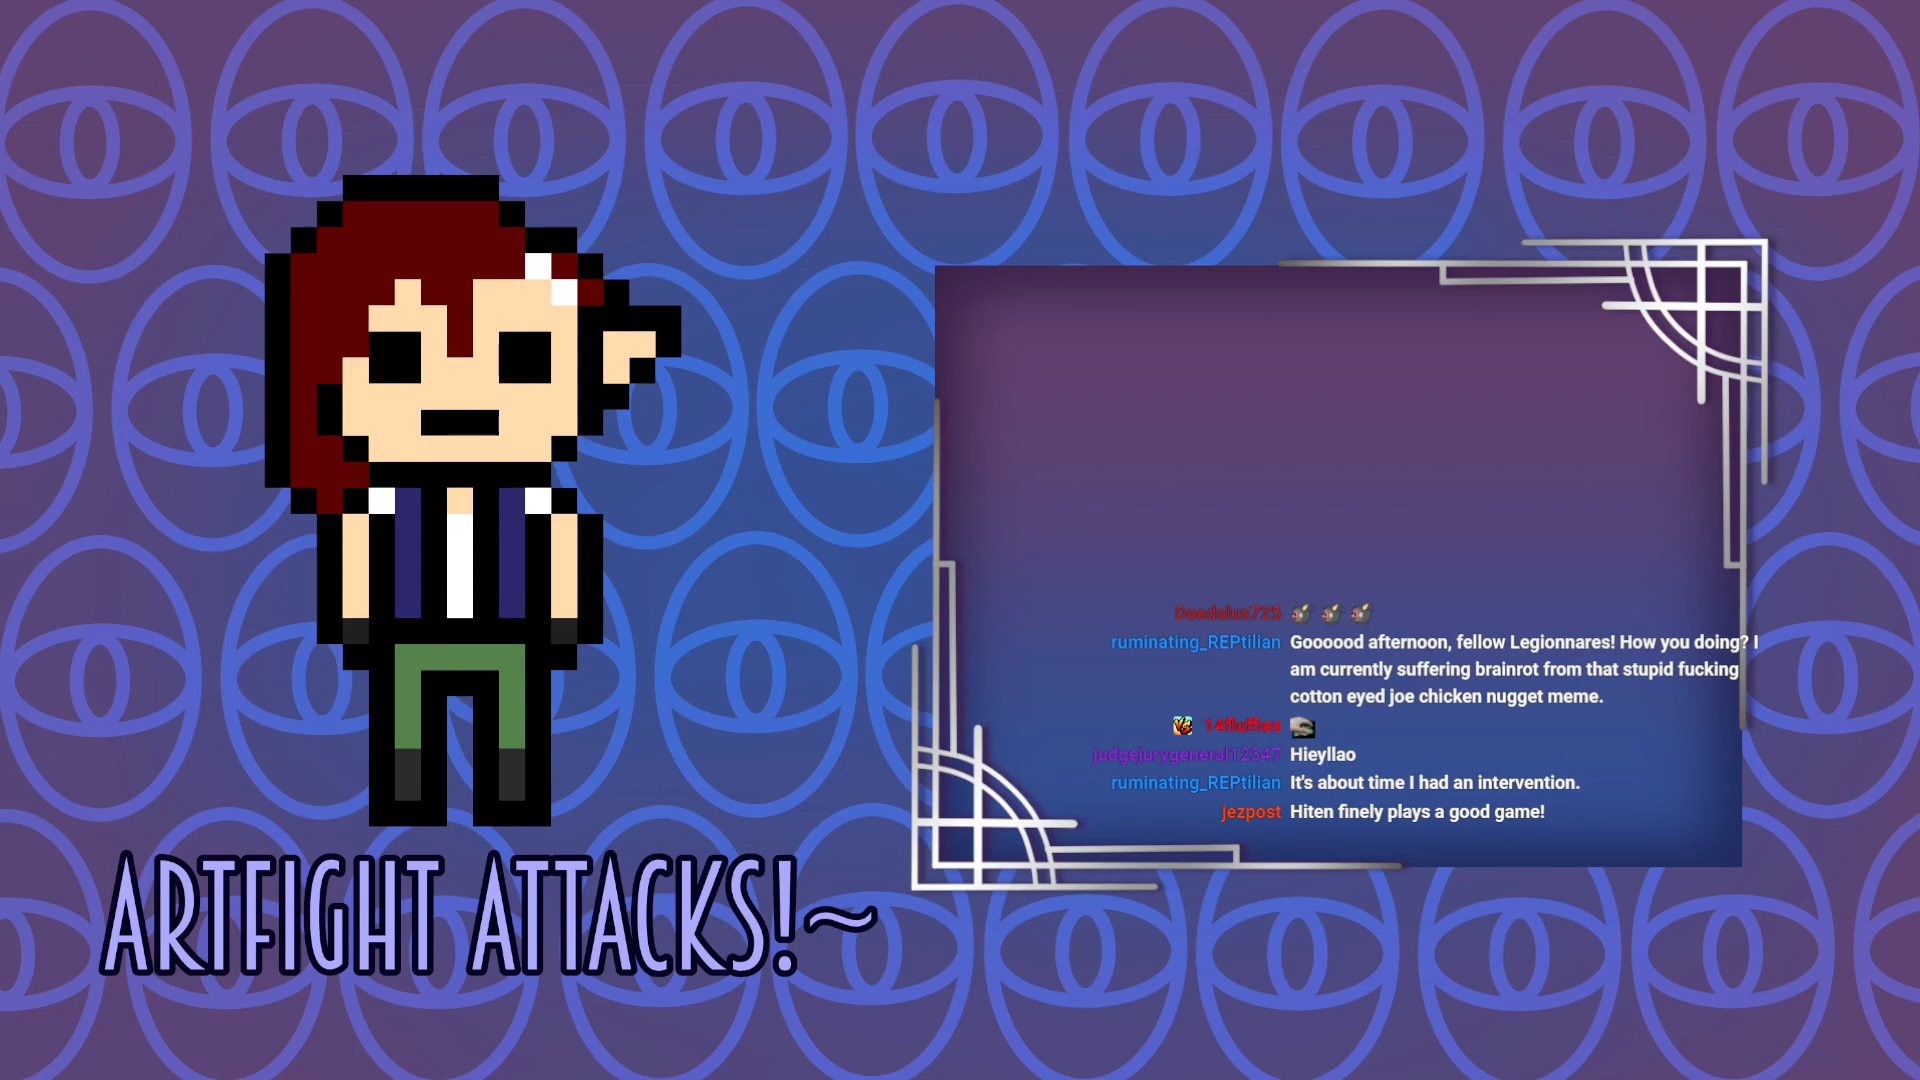 Daedalus725
ruminating_REPtilian Goooood afternoon, fellow Legionnares! How you doing? I
am currently suffering brainrot from that stupid fucking
cotton eyed joe chicken nugget meme.
VS 14fluffies
judgejurygeneral12347 Hieyllao
ruminating_REPtilian It's about time I had an intervention.
jezpost Hiten finely plays a good game!
ARTFIGHT ATTACKS!~